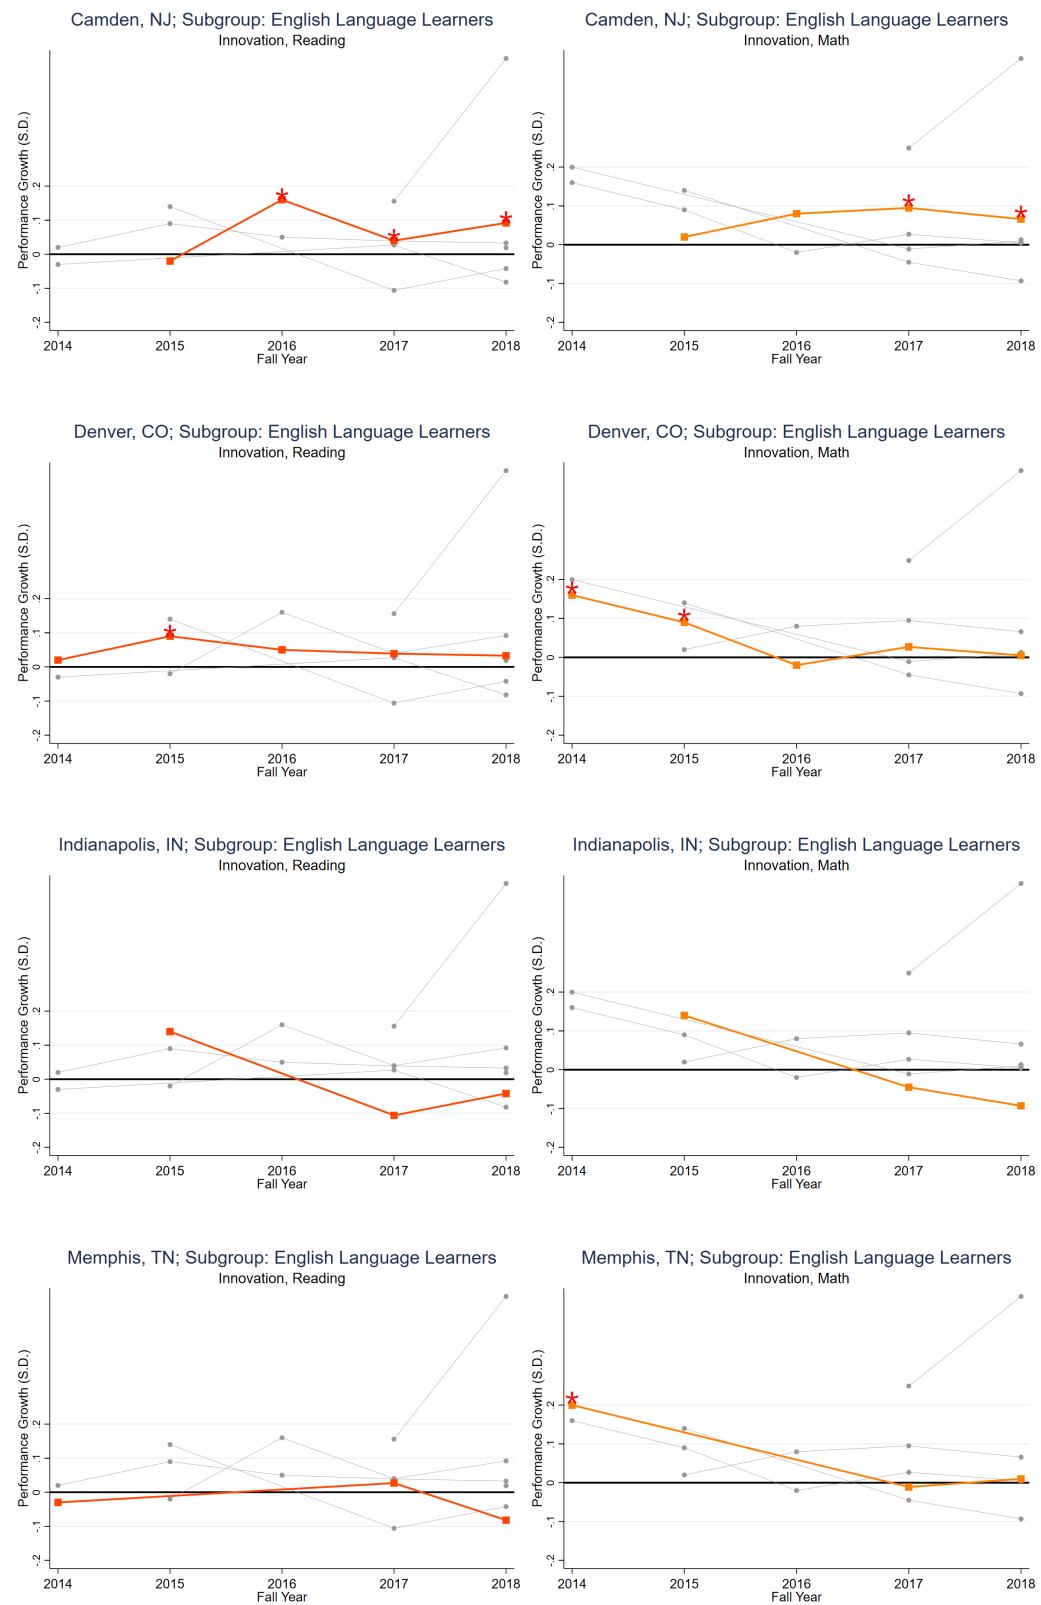 Camden, NJ; Subgroup: English Language Learners
Innovation, Reading
Performance Growth (S.D.)
.2
.1
0
-.1
-.2
2014 2015 2016 2017 2018
Fall Year
Camden, NJ; Subgroup: English Language Learners
Innovation, Math
Performance Growth (S.D.)
.2
.1
0
-.1
-.2
2014 2015 2016 2017 2018
Fall Year
Denver, CO; Subgroup: English Language Learners
Innovation, Reading
Performance Growth (S.D.)
.2
.1
0
-.1
-.2
2014 2015 2016 2017 2018
Fall Year
Denver, CO; Subgroup: English Language Learners
Innovation, Math
Performance Growth (S.D.)
.2
.1
0
-.1
-.2
2014 2015 2016 2017 2018
Fall Year
Indianapolis, IN; Subgroup: English Language Learners
Innovation, Reading
Performance Growth (S.D.)
.2
.1
0
-.1
-.2
2014 2015 2016 2017 2018
Fall Year
Indianapolis, IN; Subgroup: English Language Learners
Innovation, Math
Performance Growth (S.D.)
.2
.1
0
-.1
-.2
2014 2015 2016 2017 2018
Fall Year
Memphis, TN; Subgroup: English Language Learners
Innovation, Reading
Performance Growth (S.D.)
.2
.1
0
-.1
-.2
2014 2015 2016 2017 2018
Fall Year
Memphis, TN; Subgroup: English Language Learners
Innovation, Math
Performance Growth (S.D.)
.2
.1
0
-.1
-.2
2014 2015 2016 2017 2018
Fall Year